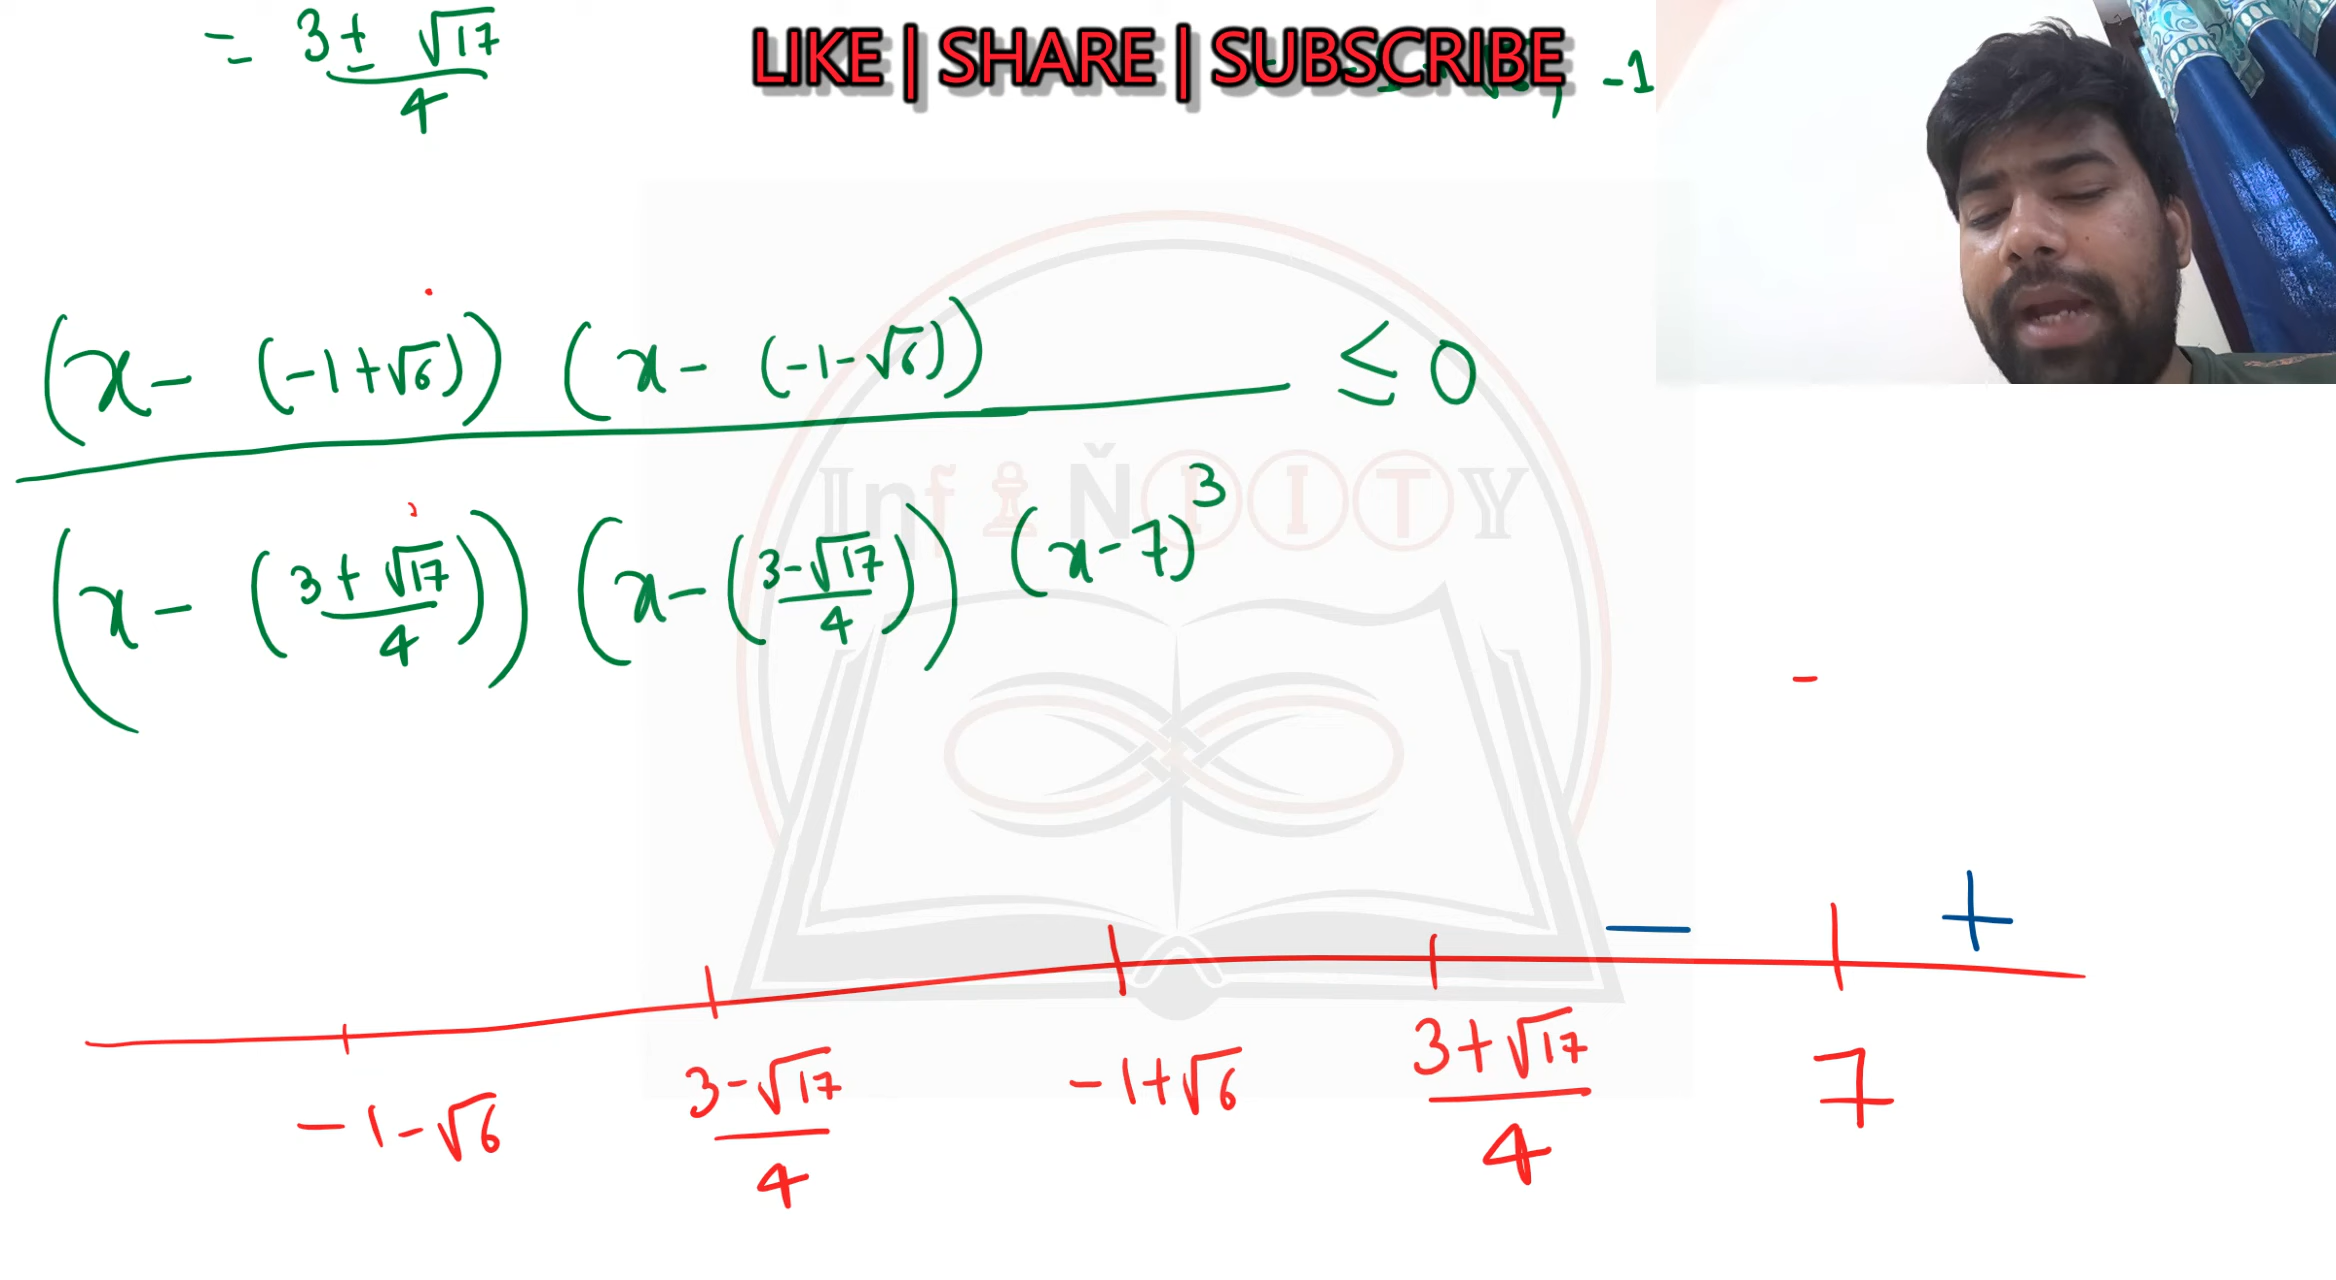 = 3 ± √17 / 4
LIKE | SHARE | SUBSCRIBE
, -1
(x - (-1+√6)) (x - (-1-√6)) ≤ 0
(x - (3+√17 / 4)) (x - (3-√17 / 4)) (x-7)³
InfiŇIITY
-
- +
-1-√6 3-√17 / 4 -1+√6 3+√17 / 4 7